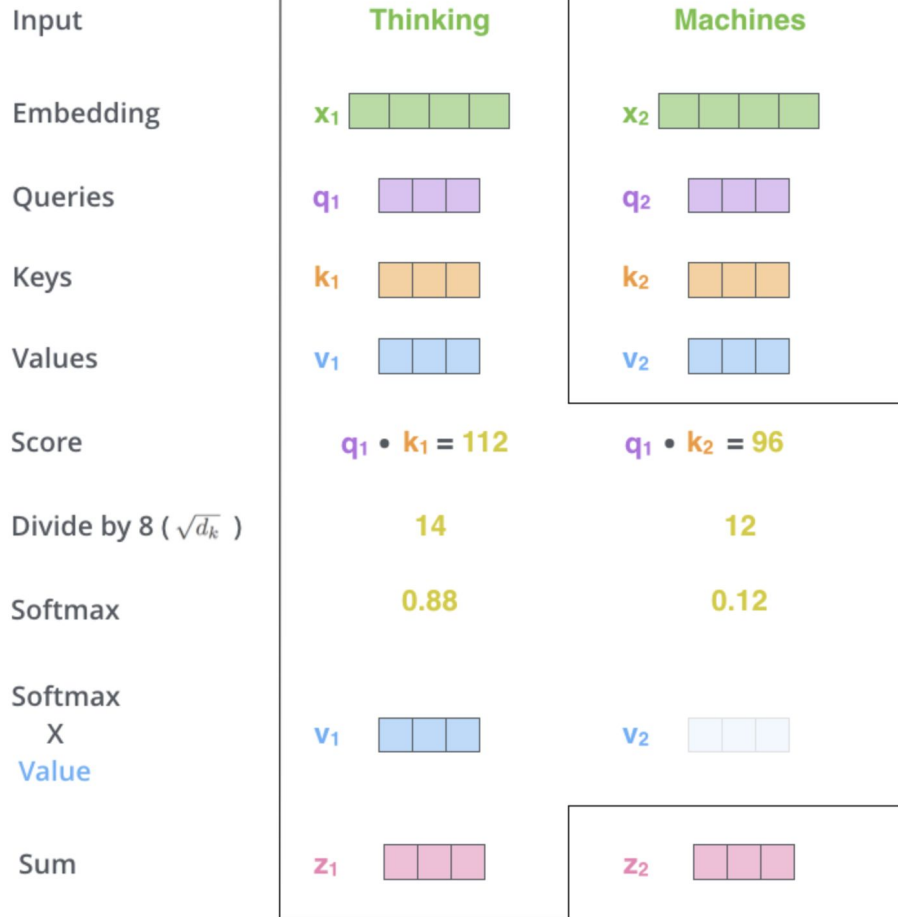 Input Thinking Machines
Embedding x₁ x₂
Queries q₁ q₂
Keys k₁ k₂
Values v₁ v₂
Score q₁ • k₁ = 112 q₁ • k₂ = 96
Divide by 8 ( √dₖ ) 14 12
Softmax 0.88 0.12
Softmax
X v₁ v₂
Value
Sum z₁ z₂